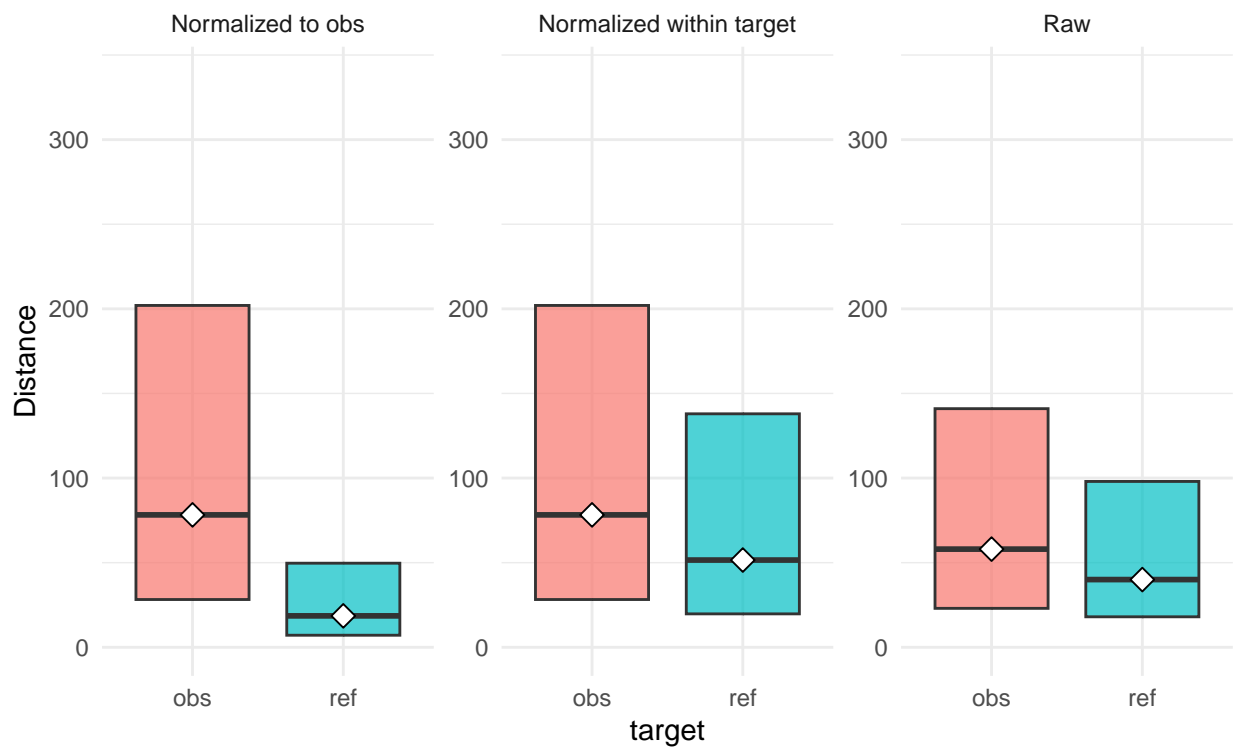 Normalized to obs
Normalized within target
Raw
Distance
300
200
100
0
300
200
100
0
300
200
100
0
obs ref
obs ref
obs ref
target